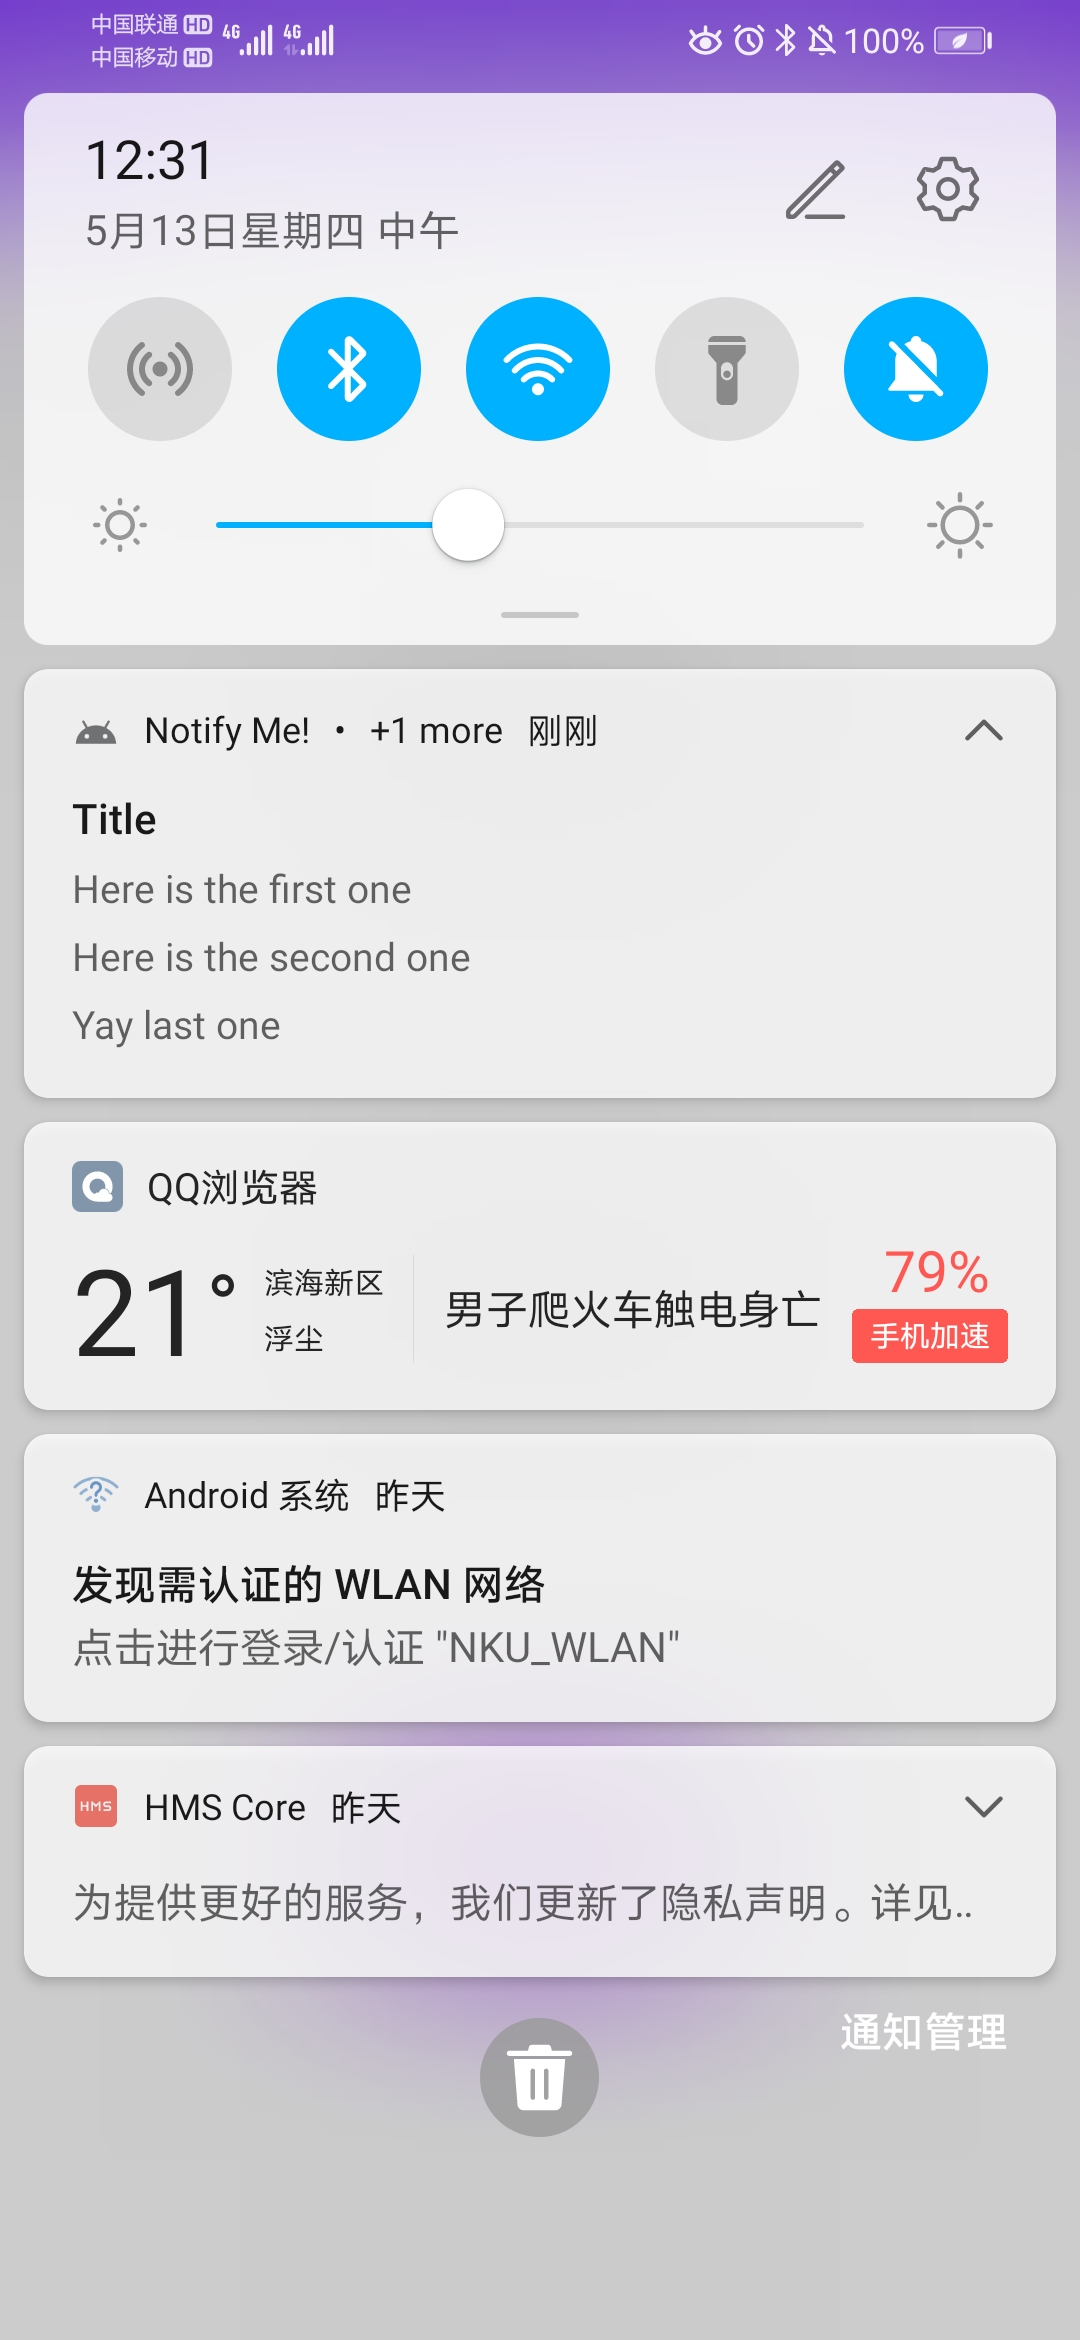 中国联通 HD 4G 4G 100%
中国移动 HD
12:31
5月13日星期四 中午
Notify Me! • +1 more 刚刚
Title
Here is the first one
Here is the second one
Yay last one
QQ浏览器
21°
滨海新区
浮尘
男子爬火车触电身亡
79%
手机加速
Android 系统 昨天
发现需认证的 WLAN 网络
点击进行登录/认证 "NKU_WLAN"
HMS HMS Core 昨天
为提供更好的服务，我们更新了隐私声明。详见..
通知管理